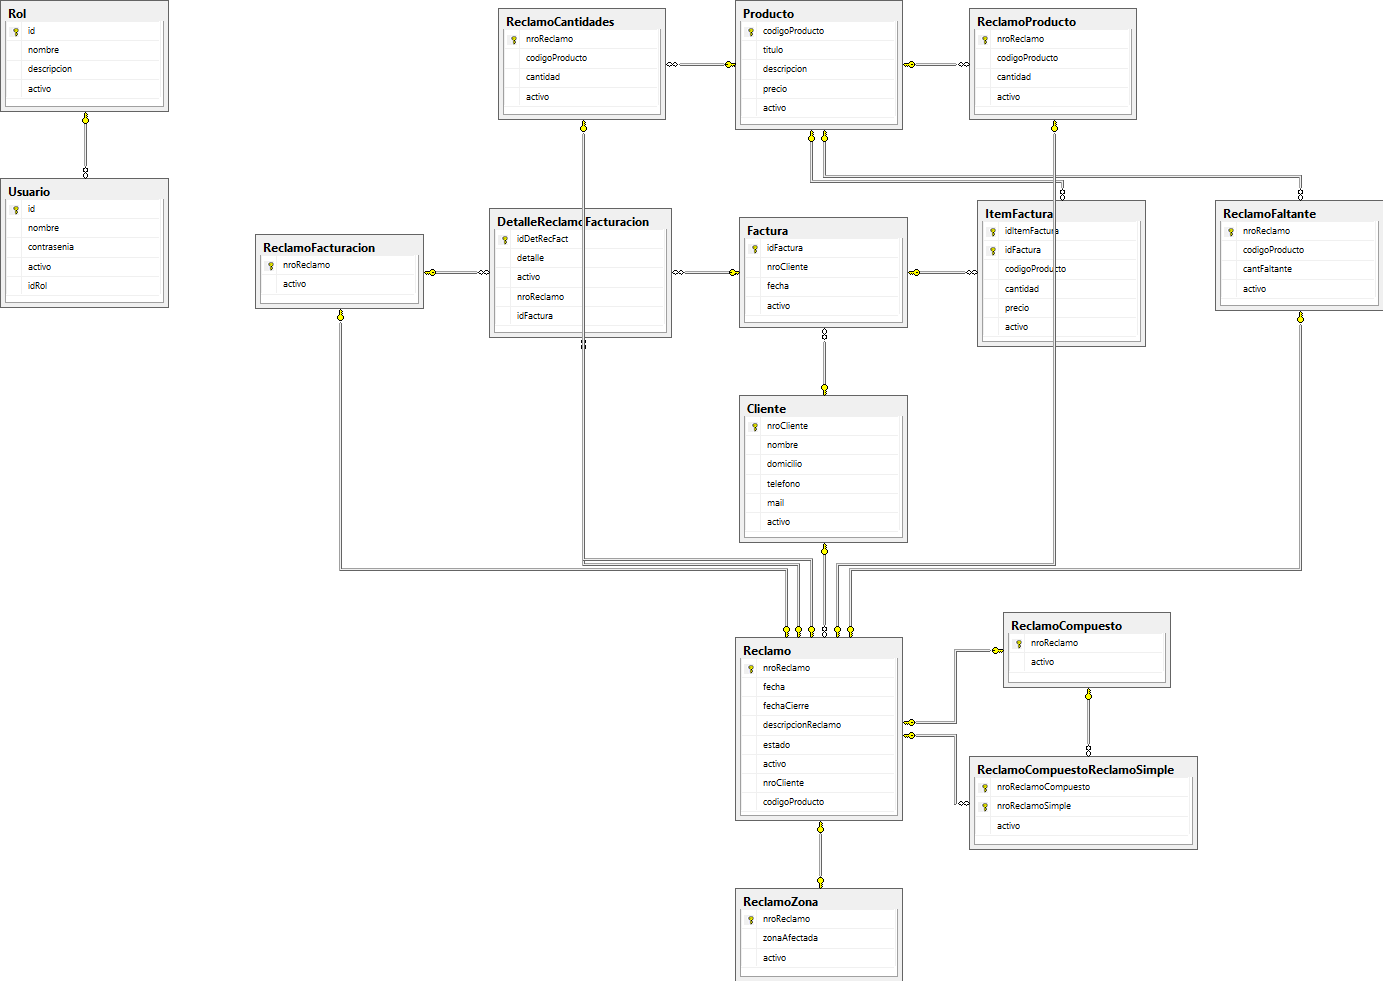 Rol
id
nombre
descripcion
activo
Usuario
id
nombre
contrasenia
activo
idRol
ReclamoCantidades
nroReclamo
codigoProducto
cantidad
activo
Producto
codigoProducto
titulo
descripcion
precio
activo
ReclamoProducto
nroReclamo
codigoProducto
cantidad
activo
ReclamoFacturacion
nroReclamo
activo
DetalleReclamoFacturacion
idDetRecFact
detalle
activo
nroReclamo
idFactura
Factura
idFactura
nroCliente
fecha
activo
ItemFactura
idItemFactura
idFactura
codigoProducto
cantidad
precio
activo
ReclamoFaltante
nroReclamo
codigoProducto
cantFaltante
activo
Cliente
nroCliente
nombre
domicilio
telefono
mail
activo
Reclamo
nroReclamo
fecha
fechaCierre
descripcionReclamo
estado
activo
nroCliente
codigoProducto
ReclamoCompuesto
nroReclamo
activo
ReclamoCompuestoReclamoSimple
nroReclamoCompuesto
nroReclamoSimple
activo
ReclamoZona
nroReclamo
zonaAfectada
activo